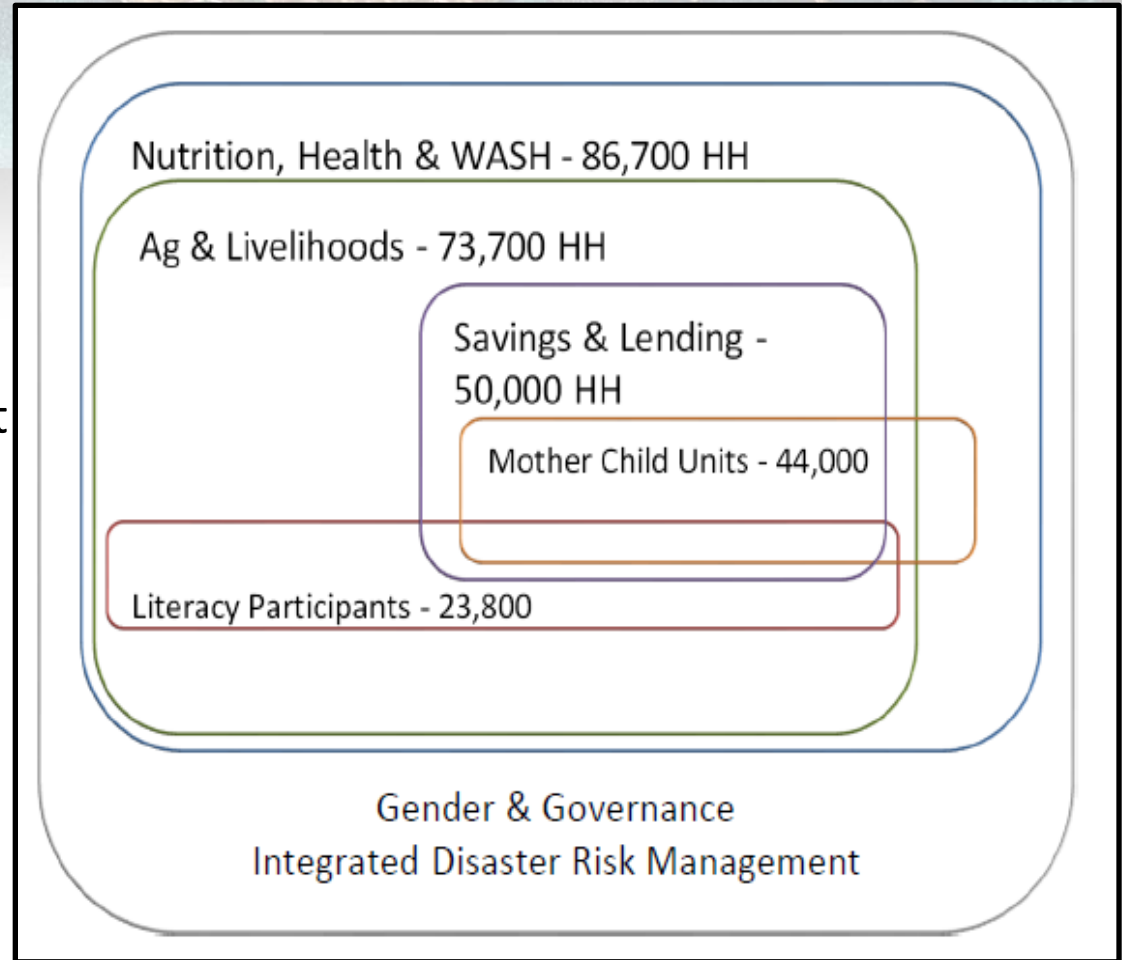 Nutrition, Health & WASH - 86,700 HH
Ag & Livelihoods - 73,700 HH
Savings & Lending -
50,000 HH
t
Mother Child Units - 44,000
Literacy Participants - 23,800
Gender & Governance
Integrated Disaster Risk Management